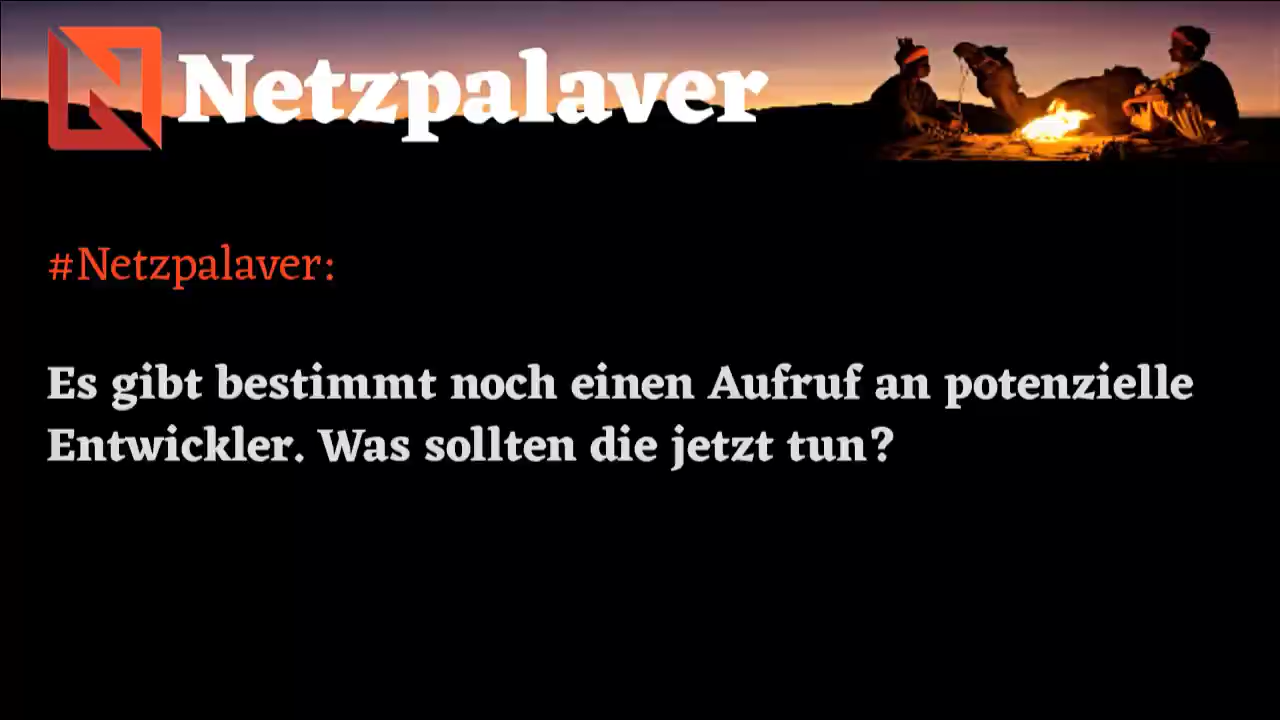 Netzpalaver
#Netzpalaver:
Es gibt bestimmt noch einen Aufruf an potenzielle
Entwickler. Was sollten die jetzt tun?